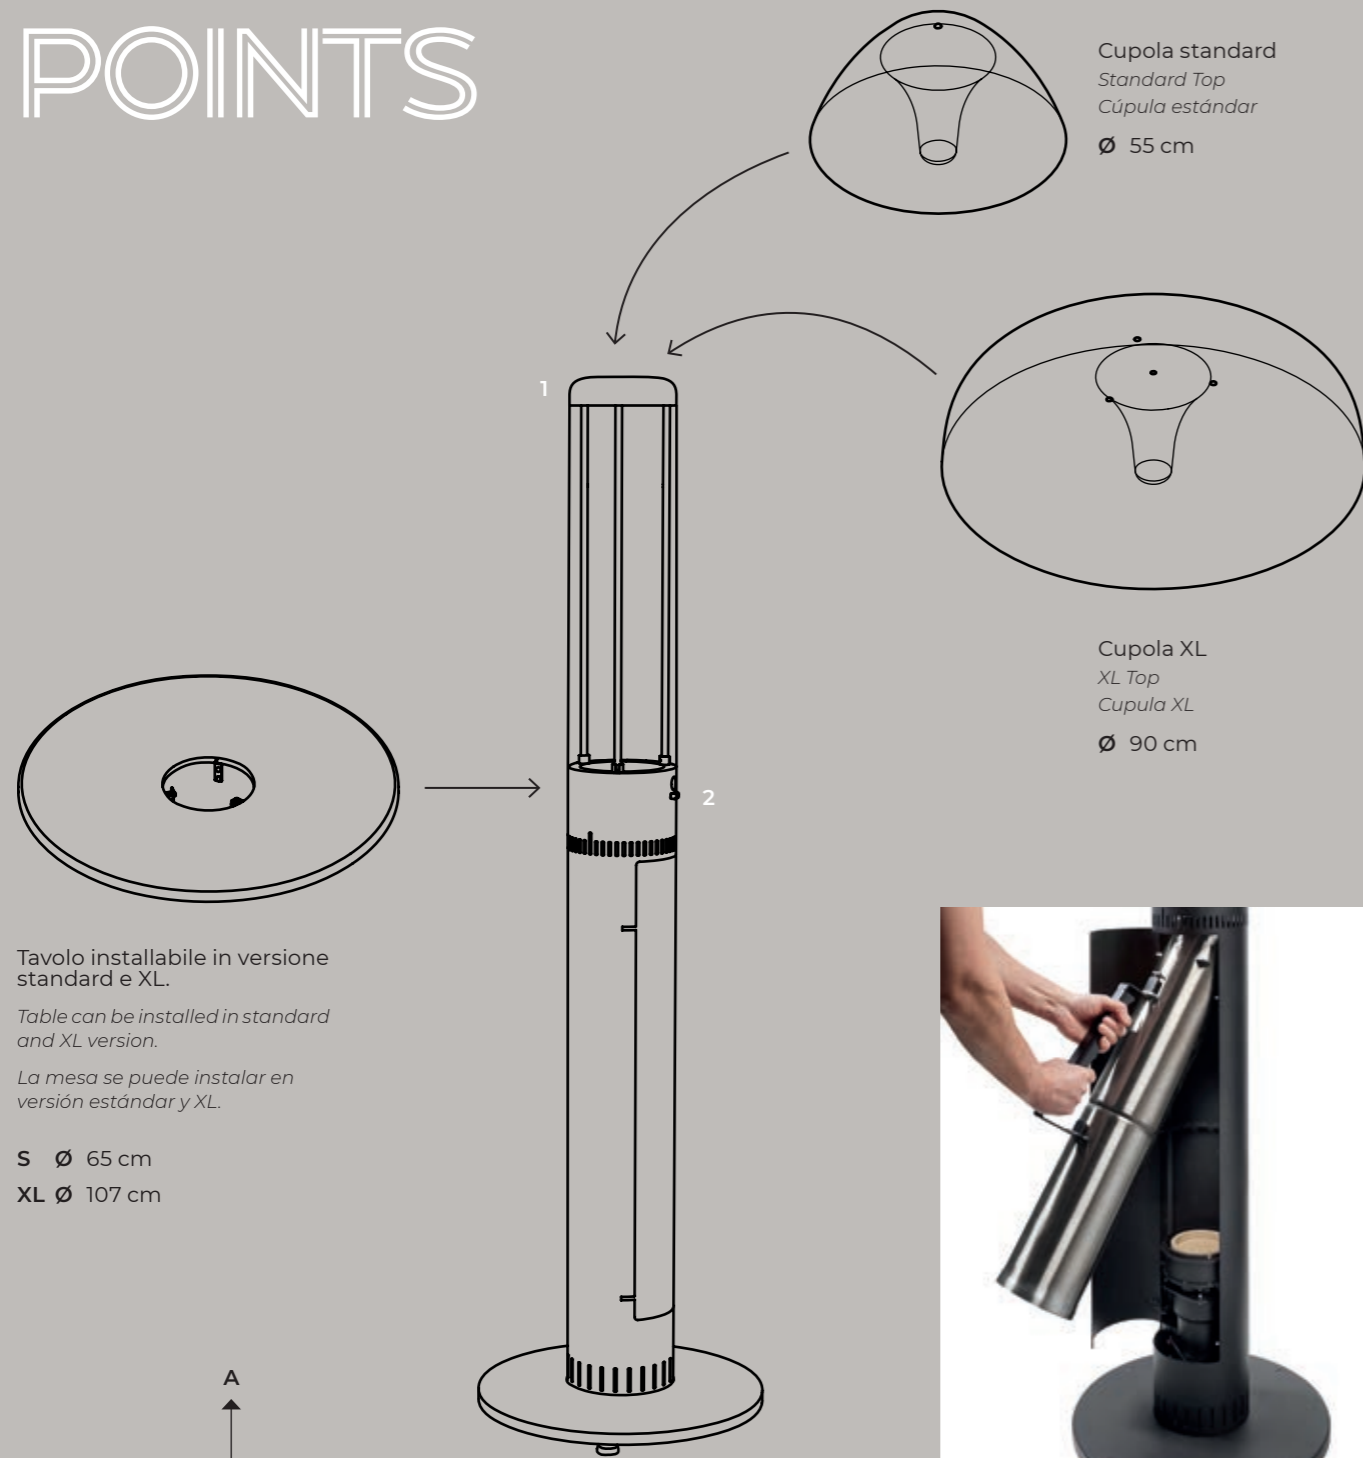 POINTS
Cupola standard
Standard Top
Cúpula estándar
Ø 55 cm
1
Cupola XL
XL Top
Cupula XL
Ø 90 cm
2
Tavolo installabile in versione
standard e XL.
Table can be installed in standard
and XL version.
La mesa se puede instalar en
versión estándar y XL.
S Ø 65 cm
XL Ø 107 cm
A